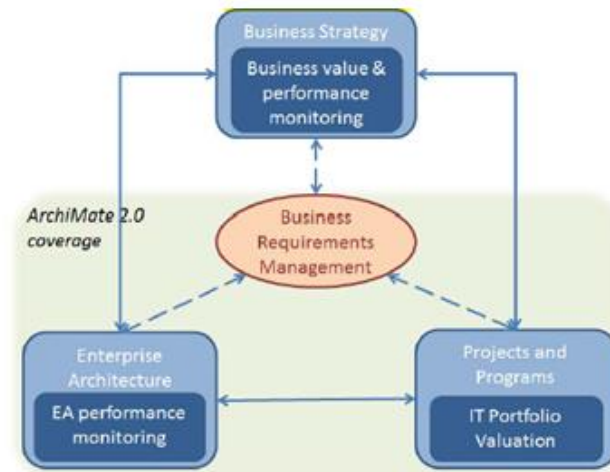 Business Strategy
Business value &
performance
monitoring
ArchiMate 2.0
coverage
Business
Requirements
Management
Enterprise
Architecture
EA performance
monitoring
Projects and
Programs
IT Portfolio
Valuation